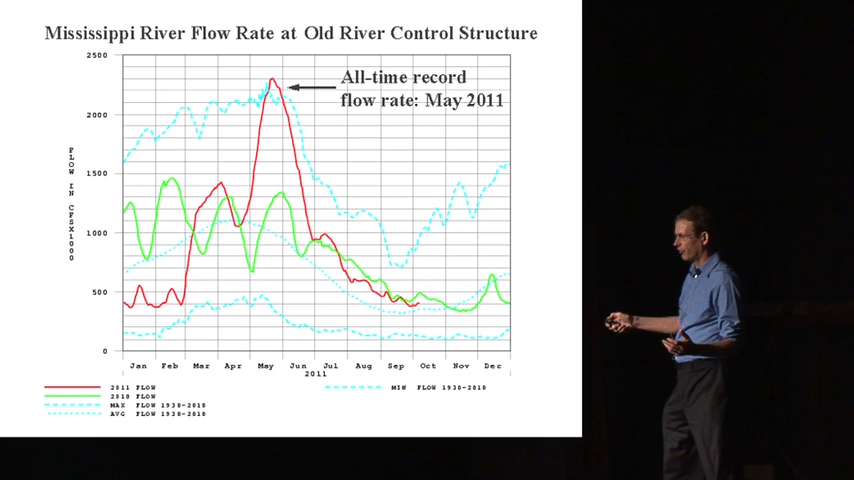 Mississippi River Flow Rate at Old River Control Structure
2500
All-time record
flow rate: May 2011
2000
FLOW IN CFSX1000
1500
1000
500
0
Jan Feb Mar Apr May Jun Jul Aug Sep Oct Nov Dec
2011
2011 FLOW
MIN FLOW 1930-2010
2010 FLOW
MAX FLOW 1930-2010
AVG FLOW 1930-2010